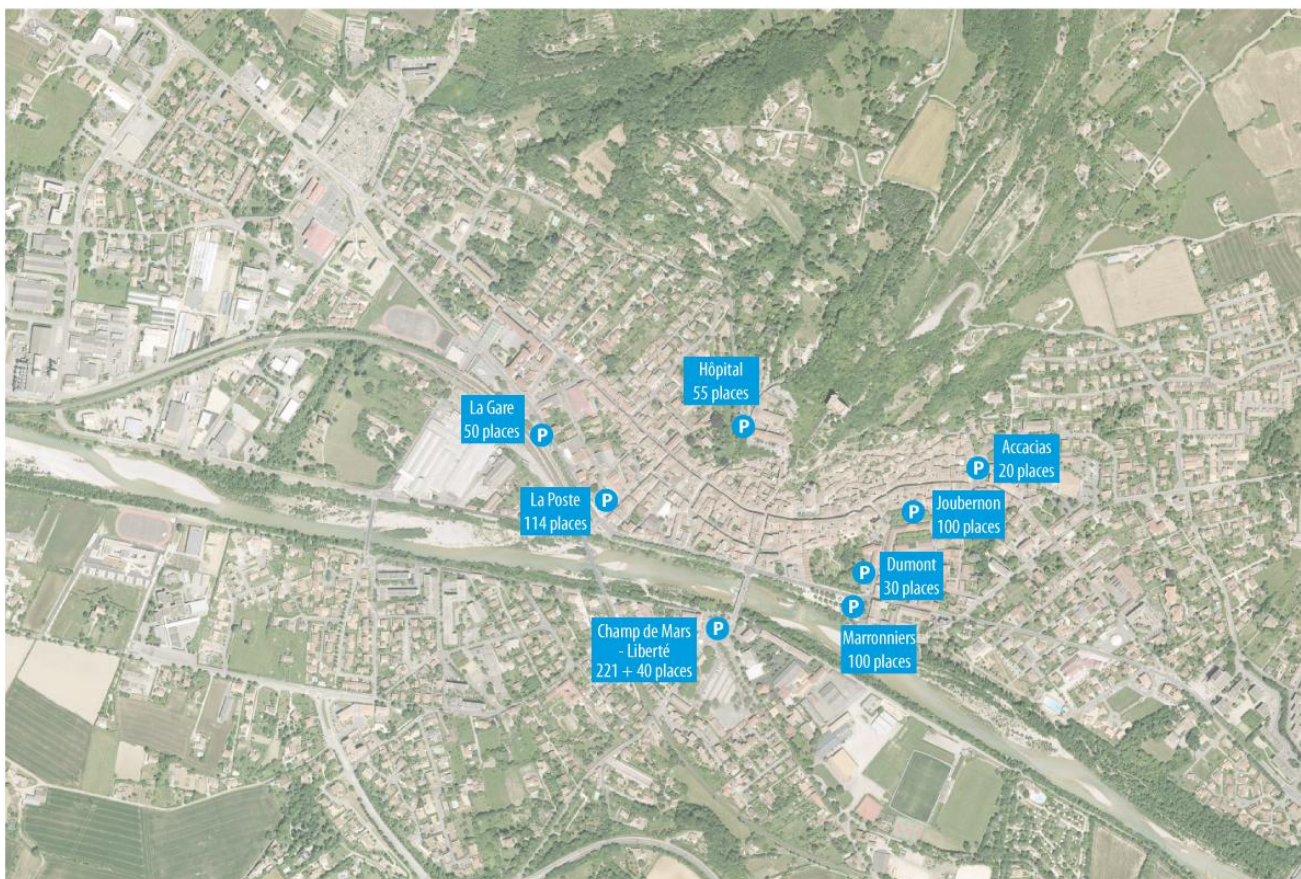 Hôpital
55 places
P
La Gare
50 places
P
Accacias
20 places
P
La Poste
114 places
P
Joubernon
100 places
P
Dumont
30 places
P
Champ de Mars
- Liberté
221 + 40 places
P
Marronniers
100 places
P